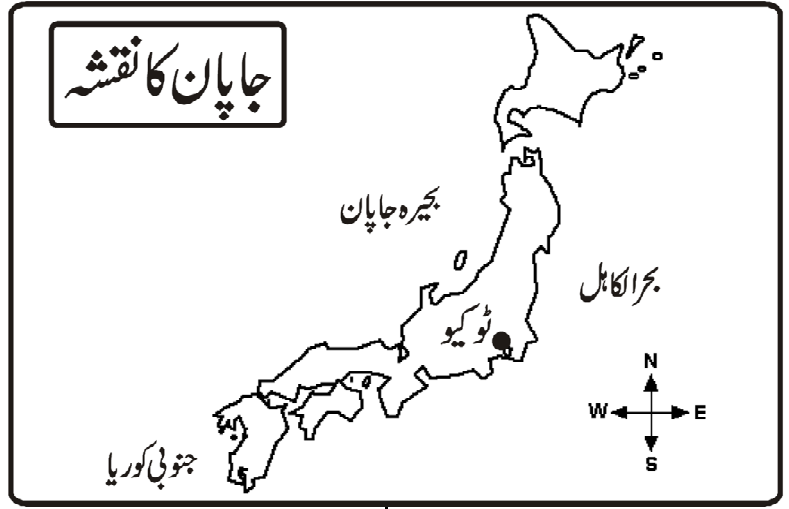 جاپان کا نقشہ
بحیرہ جاپان
بحرالکاہل
ٹوکیو
N
W E
S
جنوبی کوریا